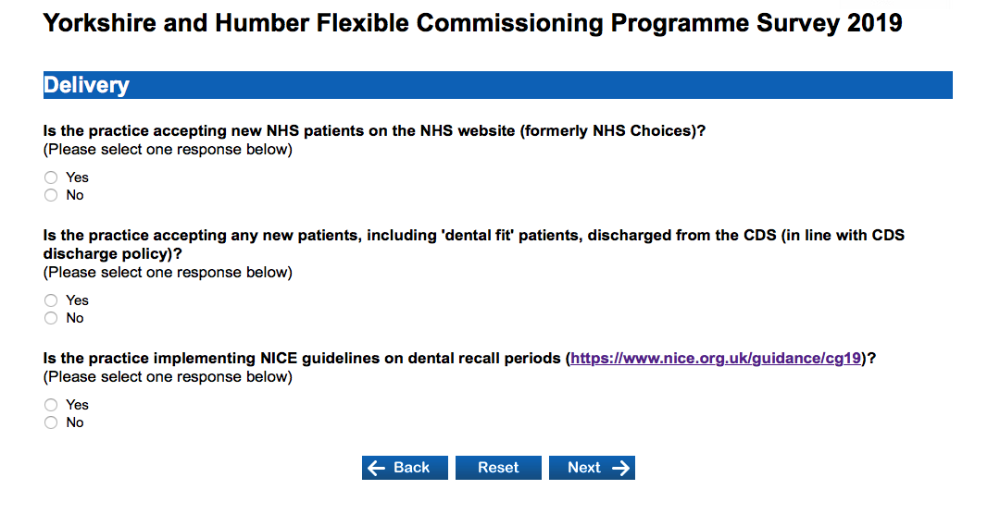 Yorkshire and Humber Flexible Commissioning Programme Survey 2019
Delivery
Is the practice accepting new NHS patients on the NHS website (formerly NHS Choices)?
(Please select one response below)
Yes
No
Is the practice accepting any new patients, including 'dental fit' patients, discharged from the CDS (in line with CDS
discharge policy)?
(Please select one response below)
Yes
No
Is the practice implementing NICE guidelines on dental recall periods (https://www.nice.org.uk/guidance/cg19)?
(Please select one response below)
Yes
No
Back Reset Next